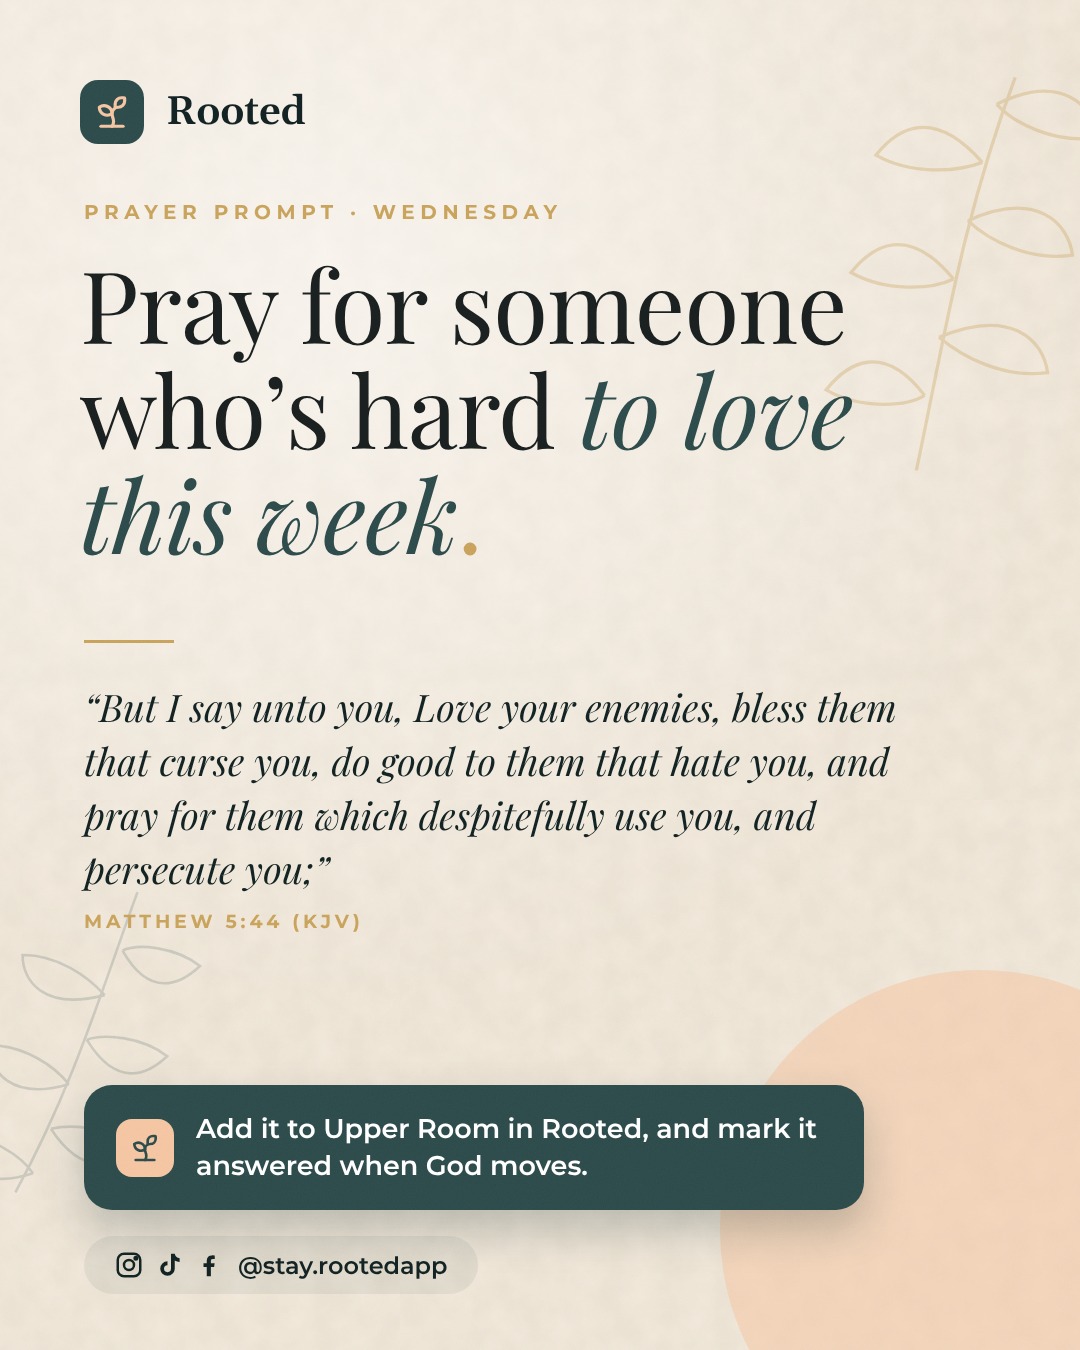 Rooted
PRAYER PROMPT · WEDNESDAY
Pray for someone
who’s hard to love
this week.
“But I say unto you, Love your enemies, bless them
that curse you, do good to them that hate you, and
pray for them which despitefully use you, and
persecute you;”
MATTHEW 5:44 (KJV)
Add it to Upper Room in Rooted, and mark it
answered when God moves.
@stay.rootedapp